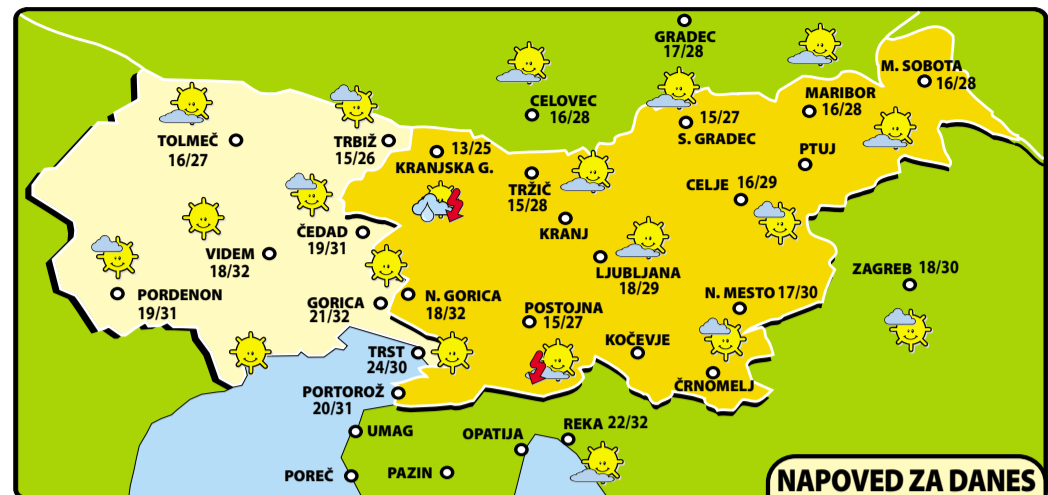 GRADEC
17/28
M. SOBOTA
16/28
CELOVEC
16/28
MARIBOR
16/28
15/27
S. GRADEC
TOLMEČ
16/27
TRBIŽ
15/26
13/25
KRANJSKA G.
PTUJ
TRŽIČ
15/28
CELJE 16/29
KRANJ
ČEDAD
19/31
VIDEM
18/32
LJUBLJANA
18/29
ZAGREB 18/30
PORDENON
19/31
GORICA
21/32
N. GORICA
18/32
N. MESTO 17/30
POSTOJNA
15/27
KOČEVJE
TRST
24/30
ČRNOMELJ
PORTOROŽ
20/31
UMAG
OPATIJA
REKA 22/32
POREČ
PAZIN
NAPOVED ZA DANES